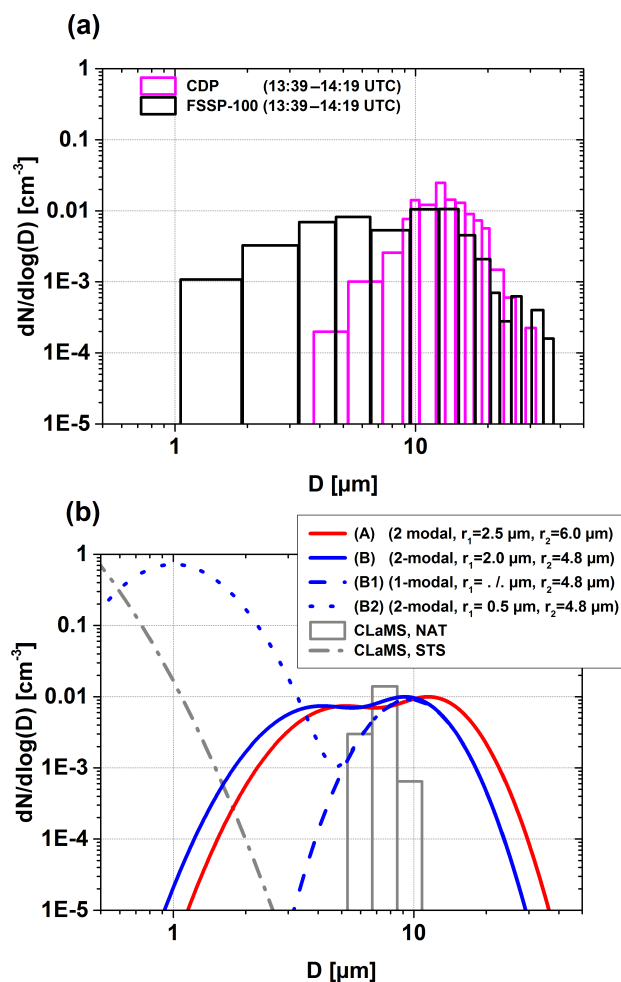 (a)
CDP (13:39–14:19 UTC)
FSSP-100 (13:39–14:19 UTC)
1
0.1
0.01
1E-3
1E-4
1E-5
dN/dlog(D) [cm⁻³]
1
10
D [µm]
(b)
(A) (2 modal, r₁=2.5 µm, r₂=6.0 µm)
(B) (2-modal, r₁=2.0 µm, r₂=4.8 µm)
(B1) (1-modal, r₁= . /. µm, r₂=4.8 µm)
(B2) (2-modal, r₁= 0.5 µm, r₂=4.8 µm)
CLaMS, NAT
CLaMS, STS
1
0.1
0.01
1E-3
1E-4
1E-5
dN/dlog(D) [cm⁻³]
1
10
D [µm]